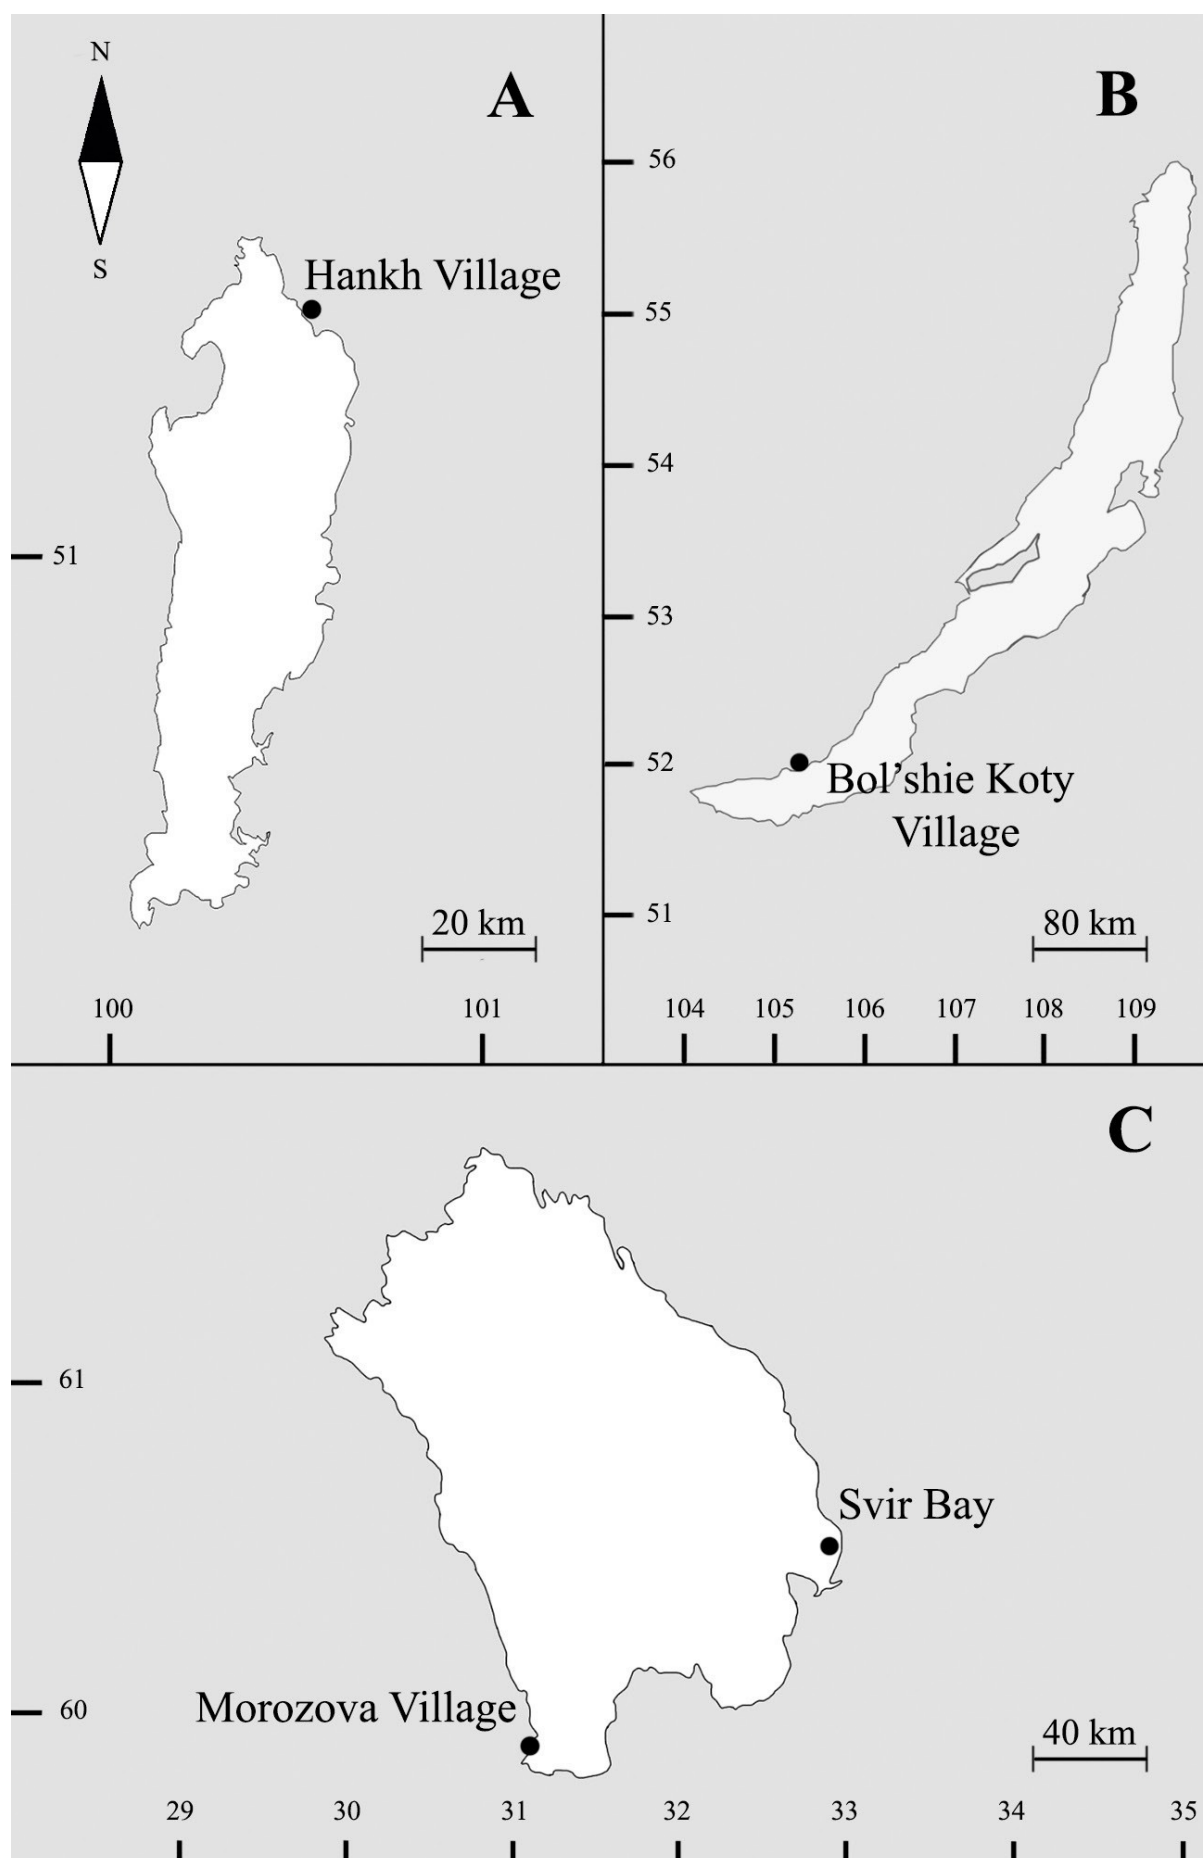 N
S
A
Hankh Village
51
20 km
100
101
B
56
55
54
53
52
51
Bol’shie Koty
Village
80 km
104
105
106
107
108
109
C
61
60
Svir Bay
Morozova Village
40 km
29
30
31
32
33
34
35